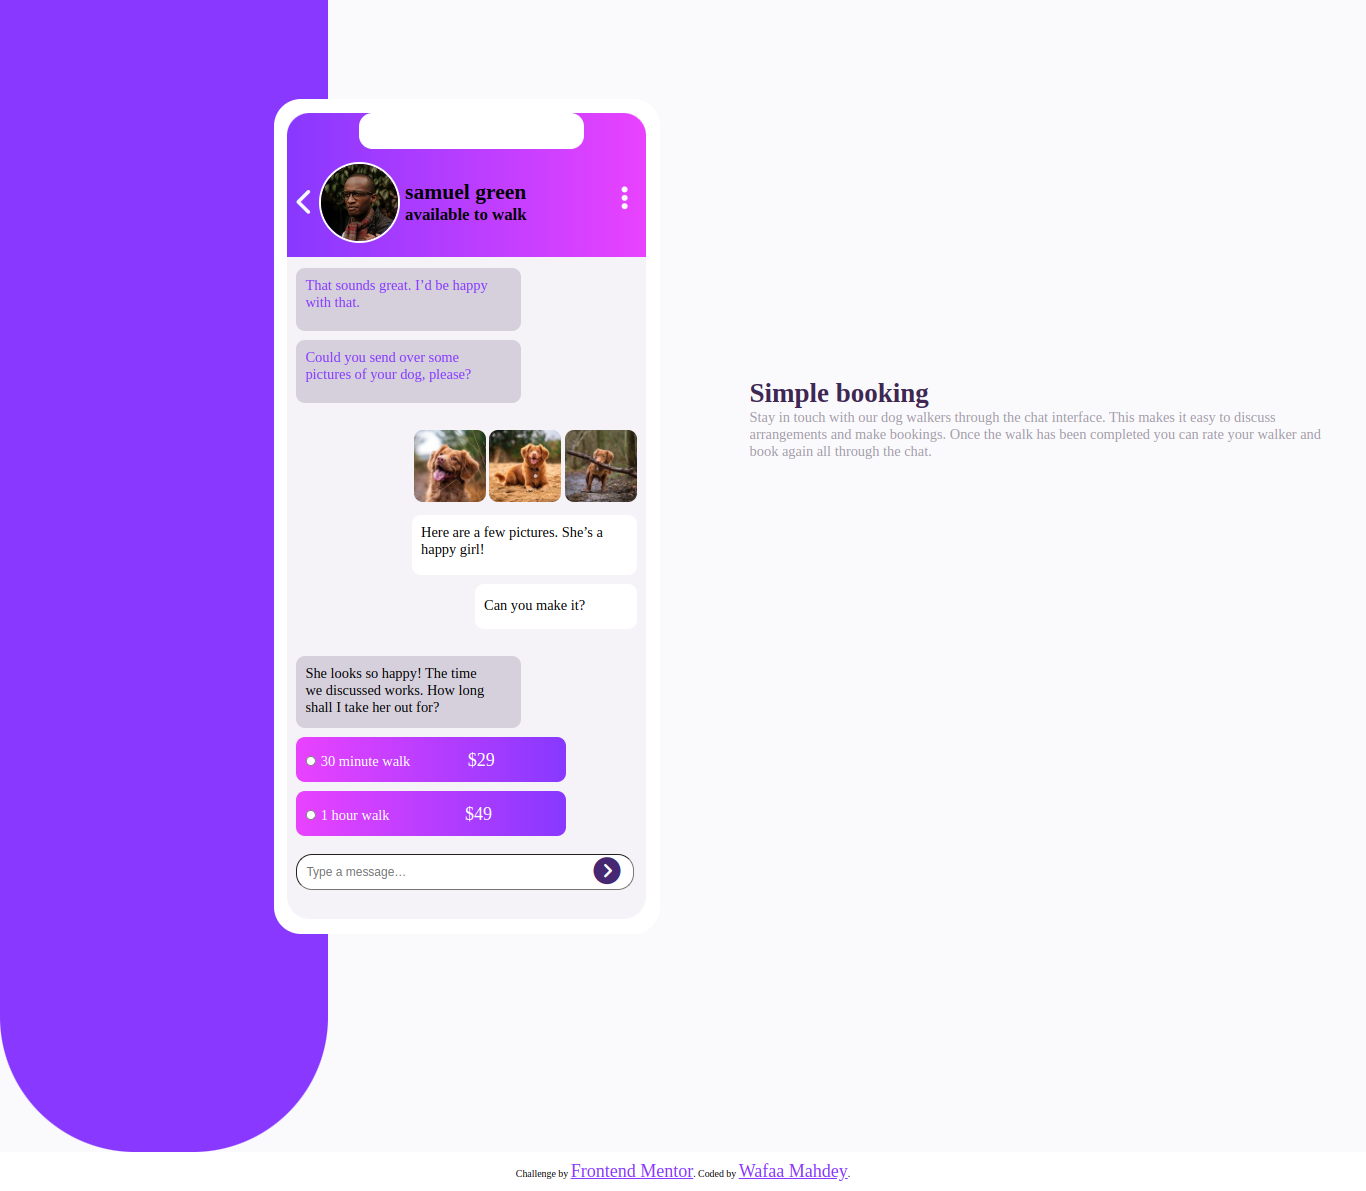 samuel green
available to walk
That sounds great. I’d be happy
with that.
Could you send over some
pictures of your dog, please?
Here are a few pictures. She’s a
happy girl!
Can you make it?
She looks so happy! The time
we discussed works. How long
shall I take her out for?
30 minute walk $29
1 hour walk $49
Type a message…
Simple booking
Stay in touch with our dog walkers through the chat interface. This makes it easy to discuss
arrangements and make bookings. Once the walk has been completed you can rate your walker and
book again all through the chat.
Challenge by Frontend Mentor. Coded by Wafaa Mahdey.